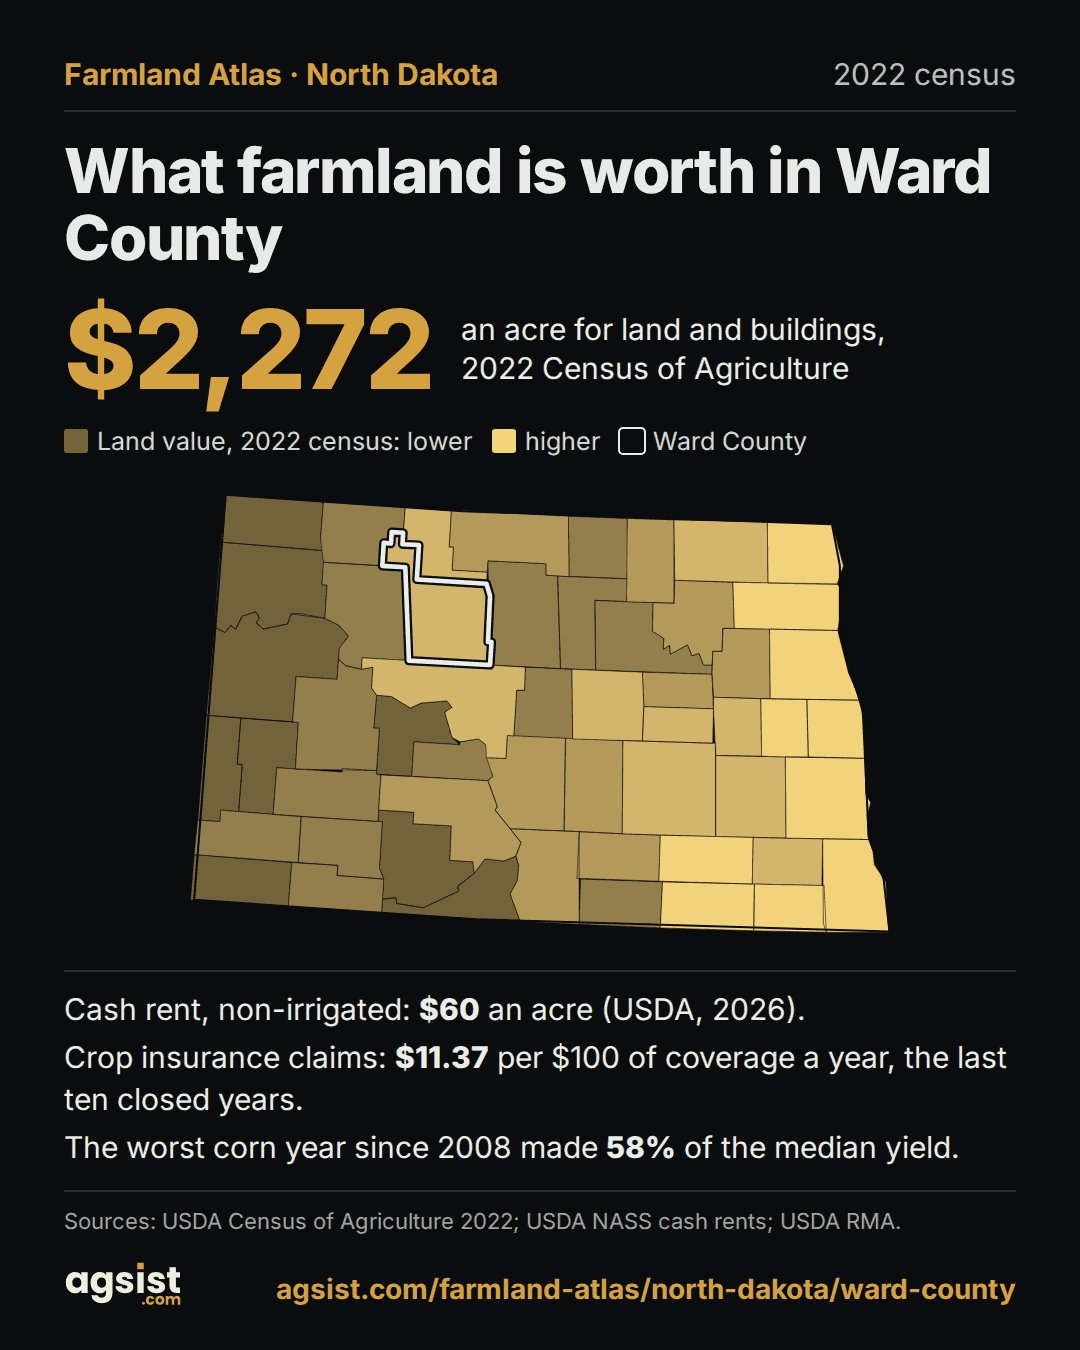 Farmland Atlas · North Dakota
2022 census
What farmland is worth in Ward
County
$2,272
an acre for land and buildings,
2022 Census of Agriculture
Land value, 2022 census: lower
higher
Ward County
Cash rent, non-irrigated: $60 an acre (USDA, 2026).
Crop insurance claims: $11.37 per $100 of coverage a year, the last
ten closed years.
The worst corn year since 2008 made 58% of the median yield.
Sources: USDA Census of Agriculture 2022; USDA NASS cash rents; USDA RMA.
agsist
.com
agsist.com/farmland-atlas/north-dakota/ward-county